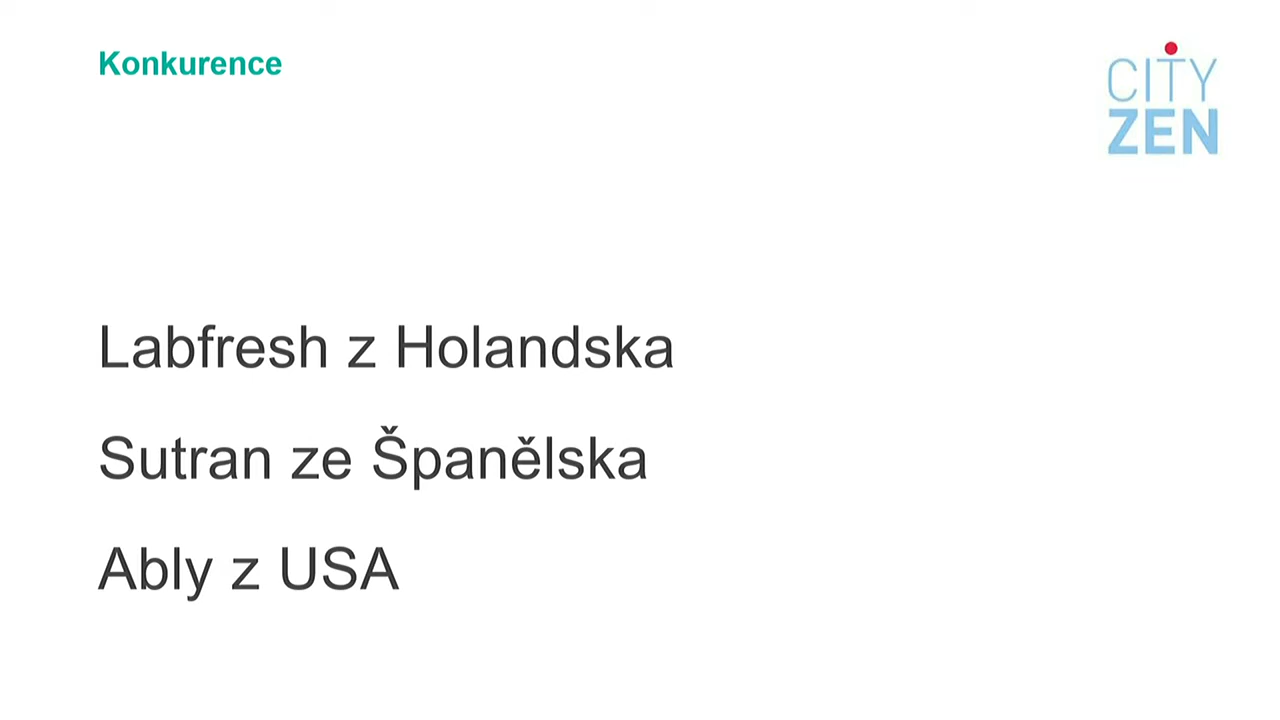 Konkurence
CITY
ZEN
Labfresh z Holandska
Sutran ze Španělska
Ably z USA